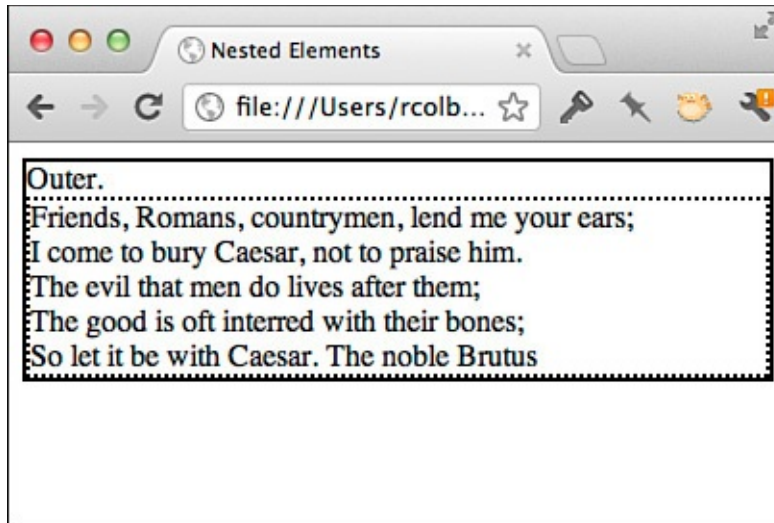 Nested Elements
file:///Users/rcolb...
Outer.
Friends, Romans, countrymen, lend me your ears;
I come to bury Caesar, not to praise him.
The evil that men do lives after them;
The good is oft interred with their bones;
So let it be with Caesar. The noble Brutus